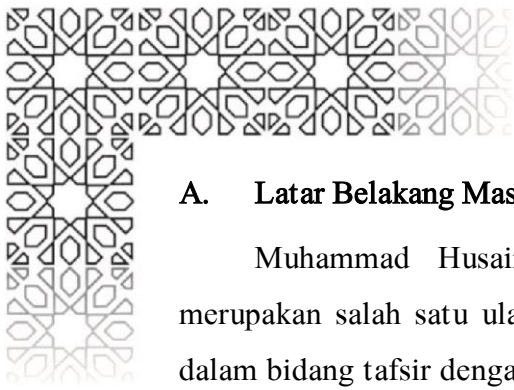 A. Latar Belakang Mas
Muhammad Husai
merupakan salah satu ula
dalam bidang tafsir denga